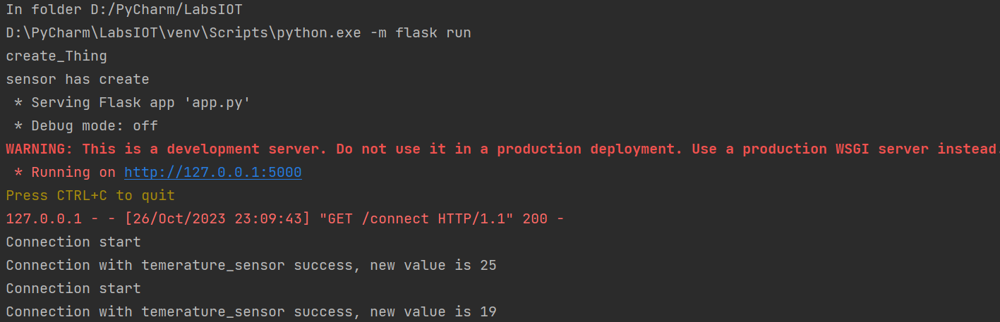 In folder D:/PyCharm/LabsIOT
D:\PyCharm\LabsIOT\venv\Scripts\python.exe -m flask run
create_Thing
sensor has create
 * Serving Flask app 'app.py'
 * Debug mode: off
WARNING: This is a development server. Do not use it in a production deployment. Use a production WSGI server instead.
 * Running on http://127.0.0.1:5000
Press CTRL+C to quit
127.0.0.1 - - [26/Oct/2023 23:09:43] "GET /connect HTTP/1.1" 200 -
Connection start
Connection with temerature_sensor success, new value is 25
Connection start
Connection with temerature_sensor success, new value is 19